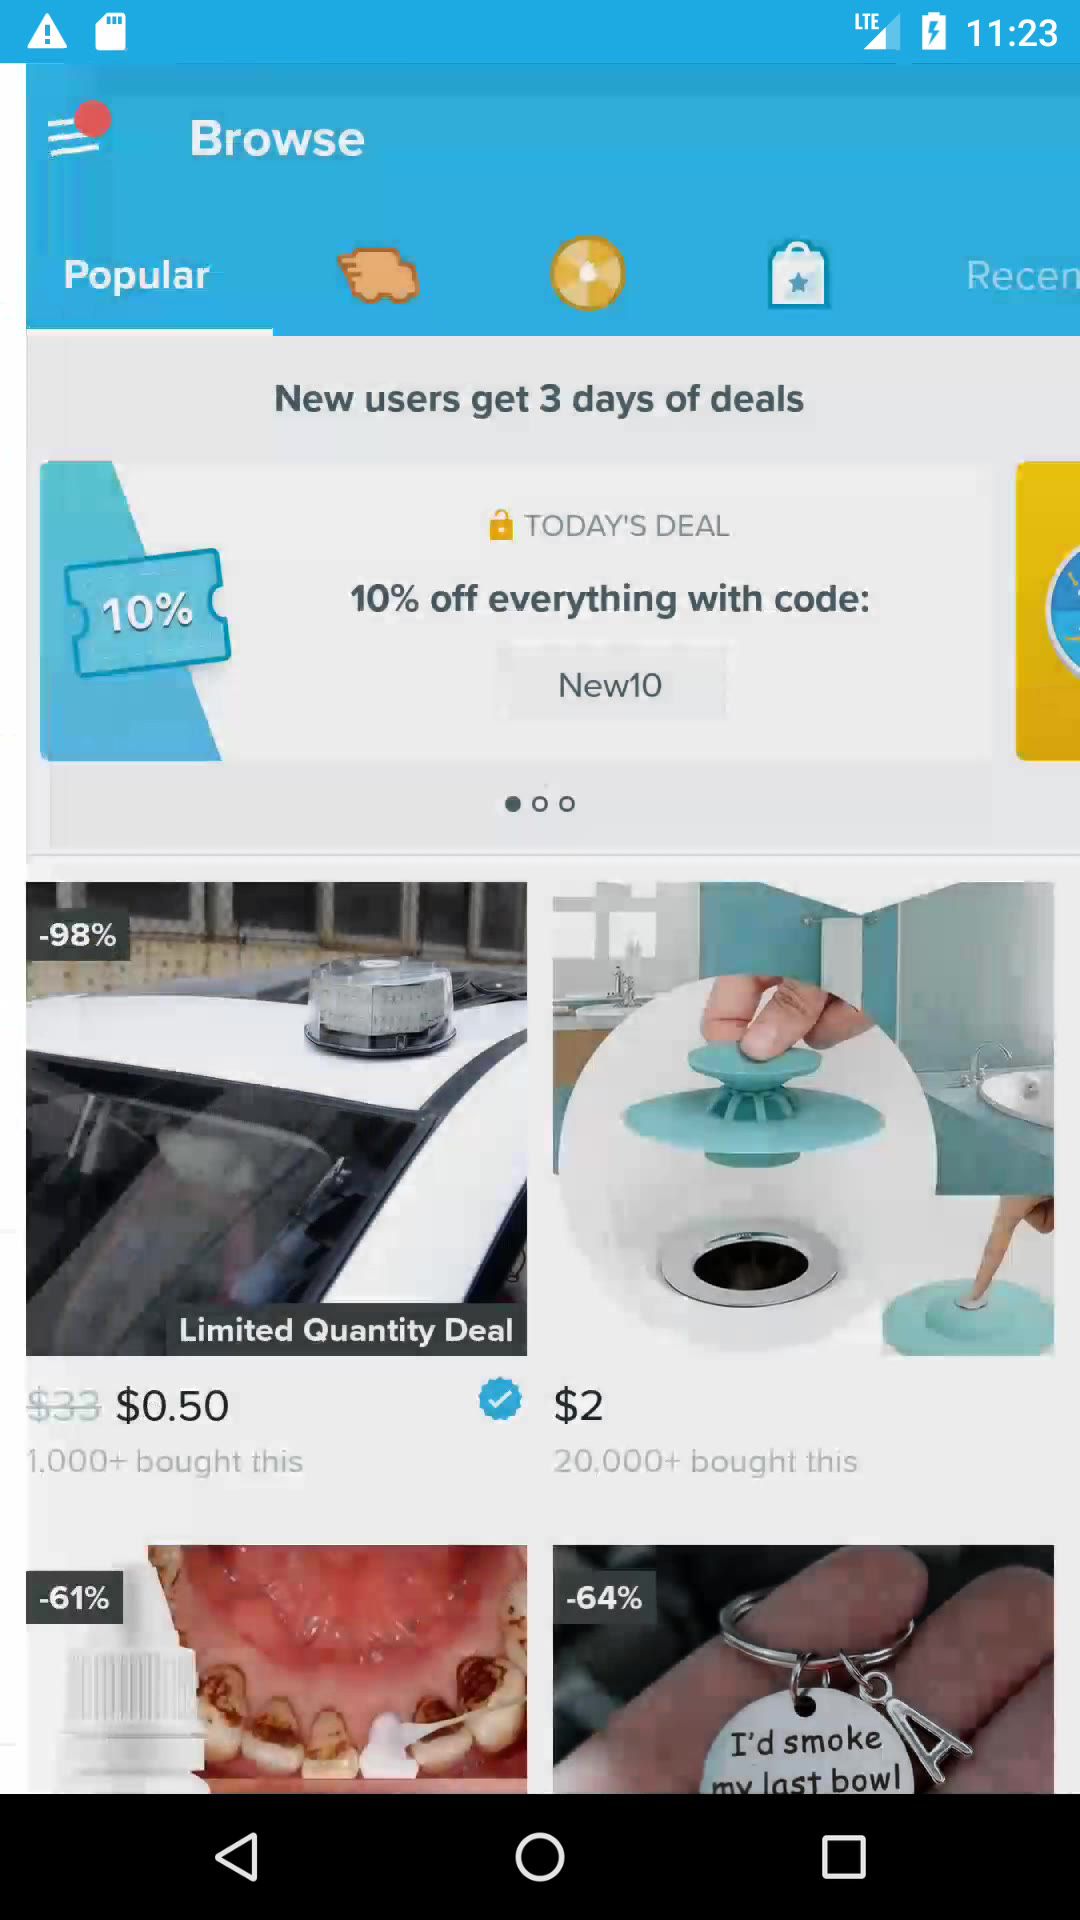 LTE 11:23
Browse
Popular
Recen
New users get 3 days of deals
TODAY'S DEAL
10% off everything with code:
10%
New10
-98%
Limited Quantity Deal
$33 $0.50
1,000+ bought this
$2
20,000+ bought this
-61%
-64%
I'd smoke
my last bowl
A